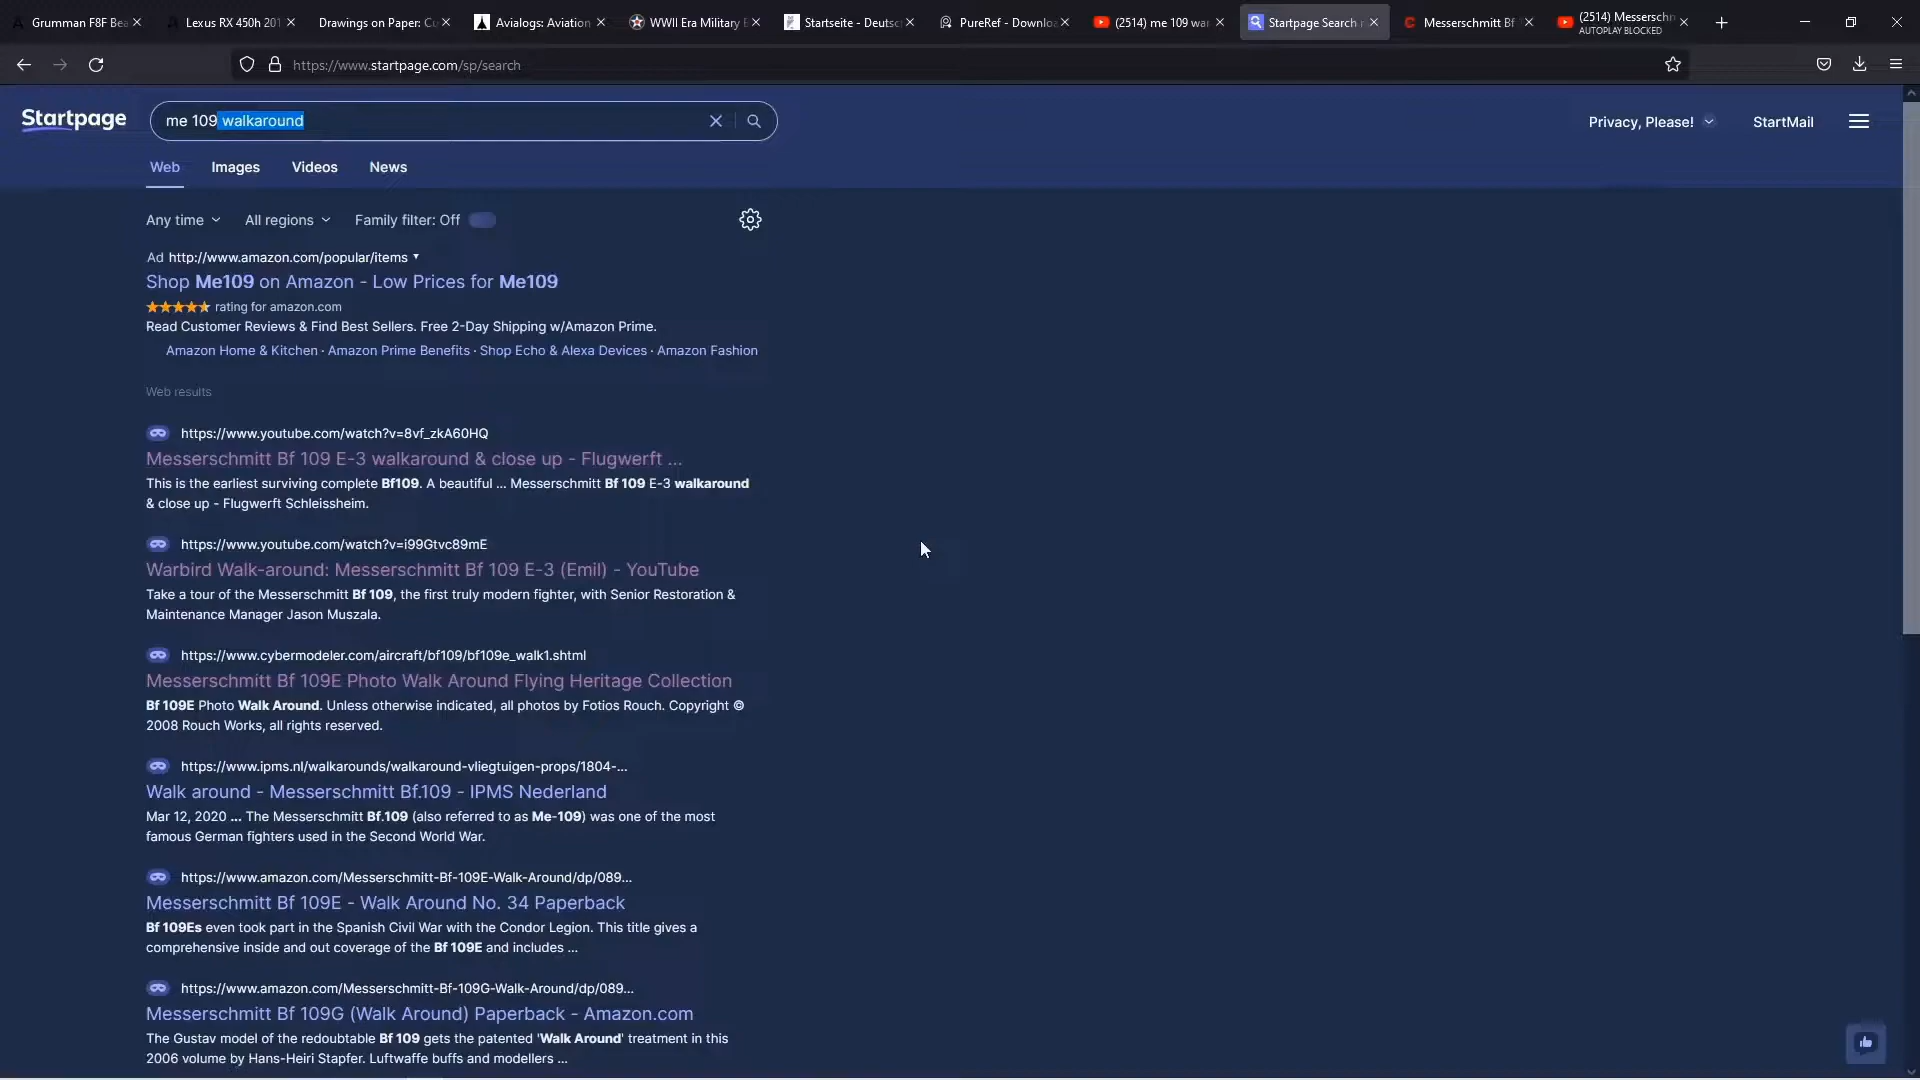 Grumman F8F Bea
Lexus RX 450h 201
Drawings on Paper: Cu
Avialogs: Aviation
WWII Era Military B
Startseite - Deutsc
PureRef - Downloa
(2514) me 109 war
Startpage Search r
Messerschmitt Bf
(2514) Messerschm
AUTOPLAY BLOCKED
https://www.startpage.com/sp/search
Startpage
me 109 walkaround
Privacy, Please!
StartMail
Web
Images
Videos
News
Any time
All regions
Family filter: Off
Ad http://www.amazon.com/popular/items
Shop Me109 on Amazon - Low Prices for Me109
rating for amazon.com
Read Customer Reviews & Find Best Sellers. Free 2-Day Shipping w/Amazon Prime.
Amazon Home & Kitchen · Amazon Prime Benefits · Shop Echo & Alexa Devices · Amazon Fashion
Web results
https://www.youtube.com/watch?v=8vf_zkA60HQ
Messerschmitt Bf 109 E-3 walkaround & close up - Flugwerft ...
This is the earliest surviving complete Bf109. A beautiful ... Messerschmitt Bf 109 E-3 walkaround
& close up - Flugwerft Schleissheim.
https://www.youtube.com/watch?v=i99Gtvc89mE
Warbird Walk-around: Messerschmitt Bf 109 E-3 (Emil) - YouTube
Take a tour of the Messerschmitt Bf 109, the first truly modern fighter, with Senior Restoration &
Maintenance Manager Jason Muszala.
https://www.cybermodeler.com/aircraft/bf109/bf109e_walk1.shtml
Messerschmitt Bf 109E Photo Walk Around Flying Heritage Collection
Bf 109E Photo Walk Around. Unless otherwise indicated, all photos by Fotios Rouch. Copyright ©
2008 Rouch Works, all rights reserved.
https://www.ipms.nl/walkarounds/walkaround-vliegtuigen-props/1804-...
Walk around - Messerschmitt Bf.109 - IPMS Nederland
Mar 12, 2020 ... The Messerschmitt Bf.109 (also referred to as Me-109) was one of the most
famous German fighters used in the Second World War.
https://www.amazon.com/Messerschmitt-Bf-109E-Walk-Around/dp/089...
Messerschmitt Bf 109E - Walk Around No. 34 Paperback
Bf 109Es even took part in the Spanish Civil War with the Condor Legion. This title gives a
comprehensive inside and out coverage of the Bf 109E and includes ...
https://www.amazon.com/Messerschmitt-Bf-109G-Walk-Around/dp/089...
Messerschmitt Bf 109G (Walk Around) Paperback - Amazon.com
The Gustav model of the redoubtable Bf 109 gets the patented 'Walk Around' treatment in this
2006 volume by Hans-Heiri Stapfer. Luftwaffe buffs and modellers ...